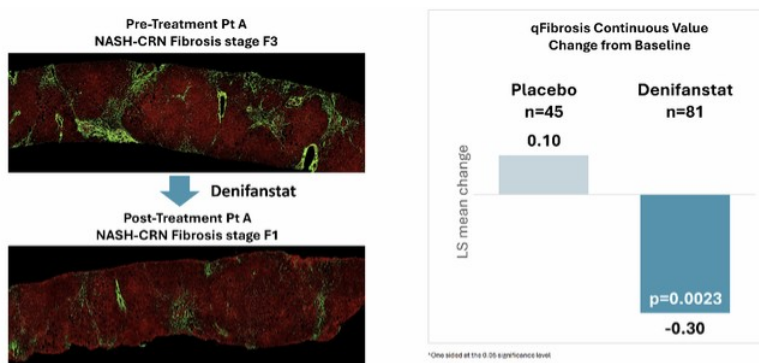 Pre-Treatment Pt A
NASH-CRN Fibrosis stage F3
Denifanstat
Post-Treatment Pt A
NASH-CRN Fibrosis stage F1
qFibrosis Continuous Value
Change from Baseline
Placebo
n=45
Denifanstat
n=81
0.10
LS mean change
p=0.0023
-0.30
*One sided at the 0.05 significance level